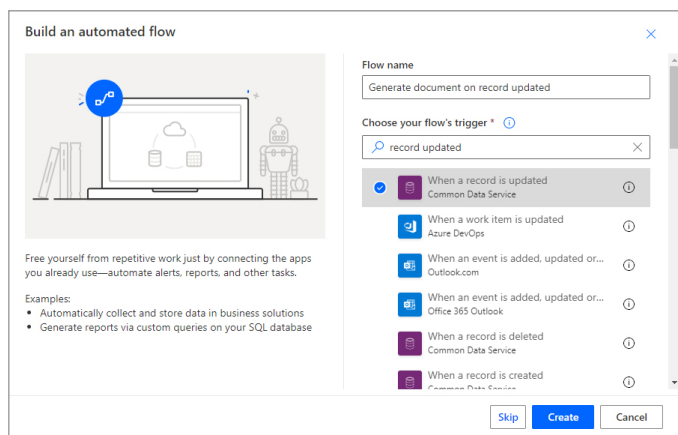 Build an automated flow
Free yourself from repetitive work just by connecting the apps
you already use—automate alerts, reports, and other tasks.
Examples:
• Automatically collect and store data in business solutions
• Generate reports via custom queries on your SQL database
Flow name
Generate document on record updated
Choose your flow's trigger *
record updated
When a record is updated
Common Data Service
When a work item is updated
Azure DevOps
When an event is added, updated or...
Outlook.com
When an event is added, updated or...
Office 365 Outlook
When a record is deleted
Common Data Service
When a record is created
Common Data Service
Skip
Create
Cancel